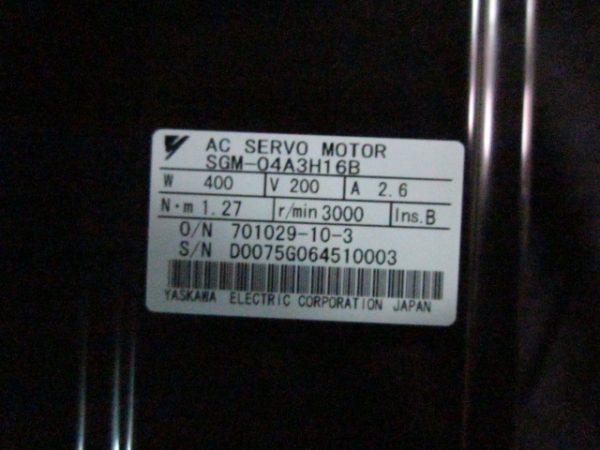 AC SERVO MOTOR
SGM-04A3H16B
W 400 V 200 A 2.6
N·m 1.27 r/min 3000 Ins.B
O/N 701029-10-3
S/N D0075G064510003
YASKAWA ELECTRIC CORPORATION JAPAN